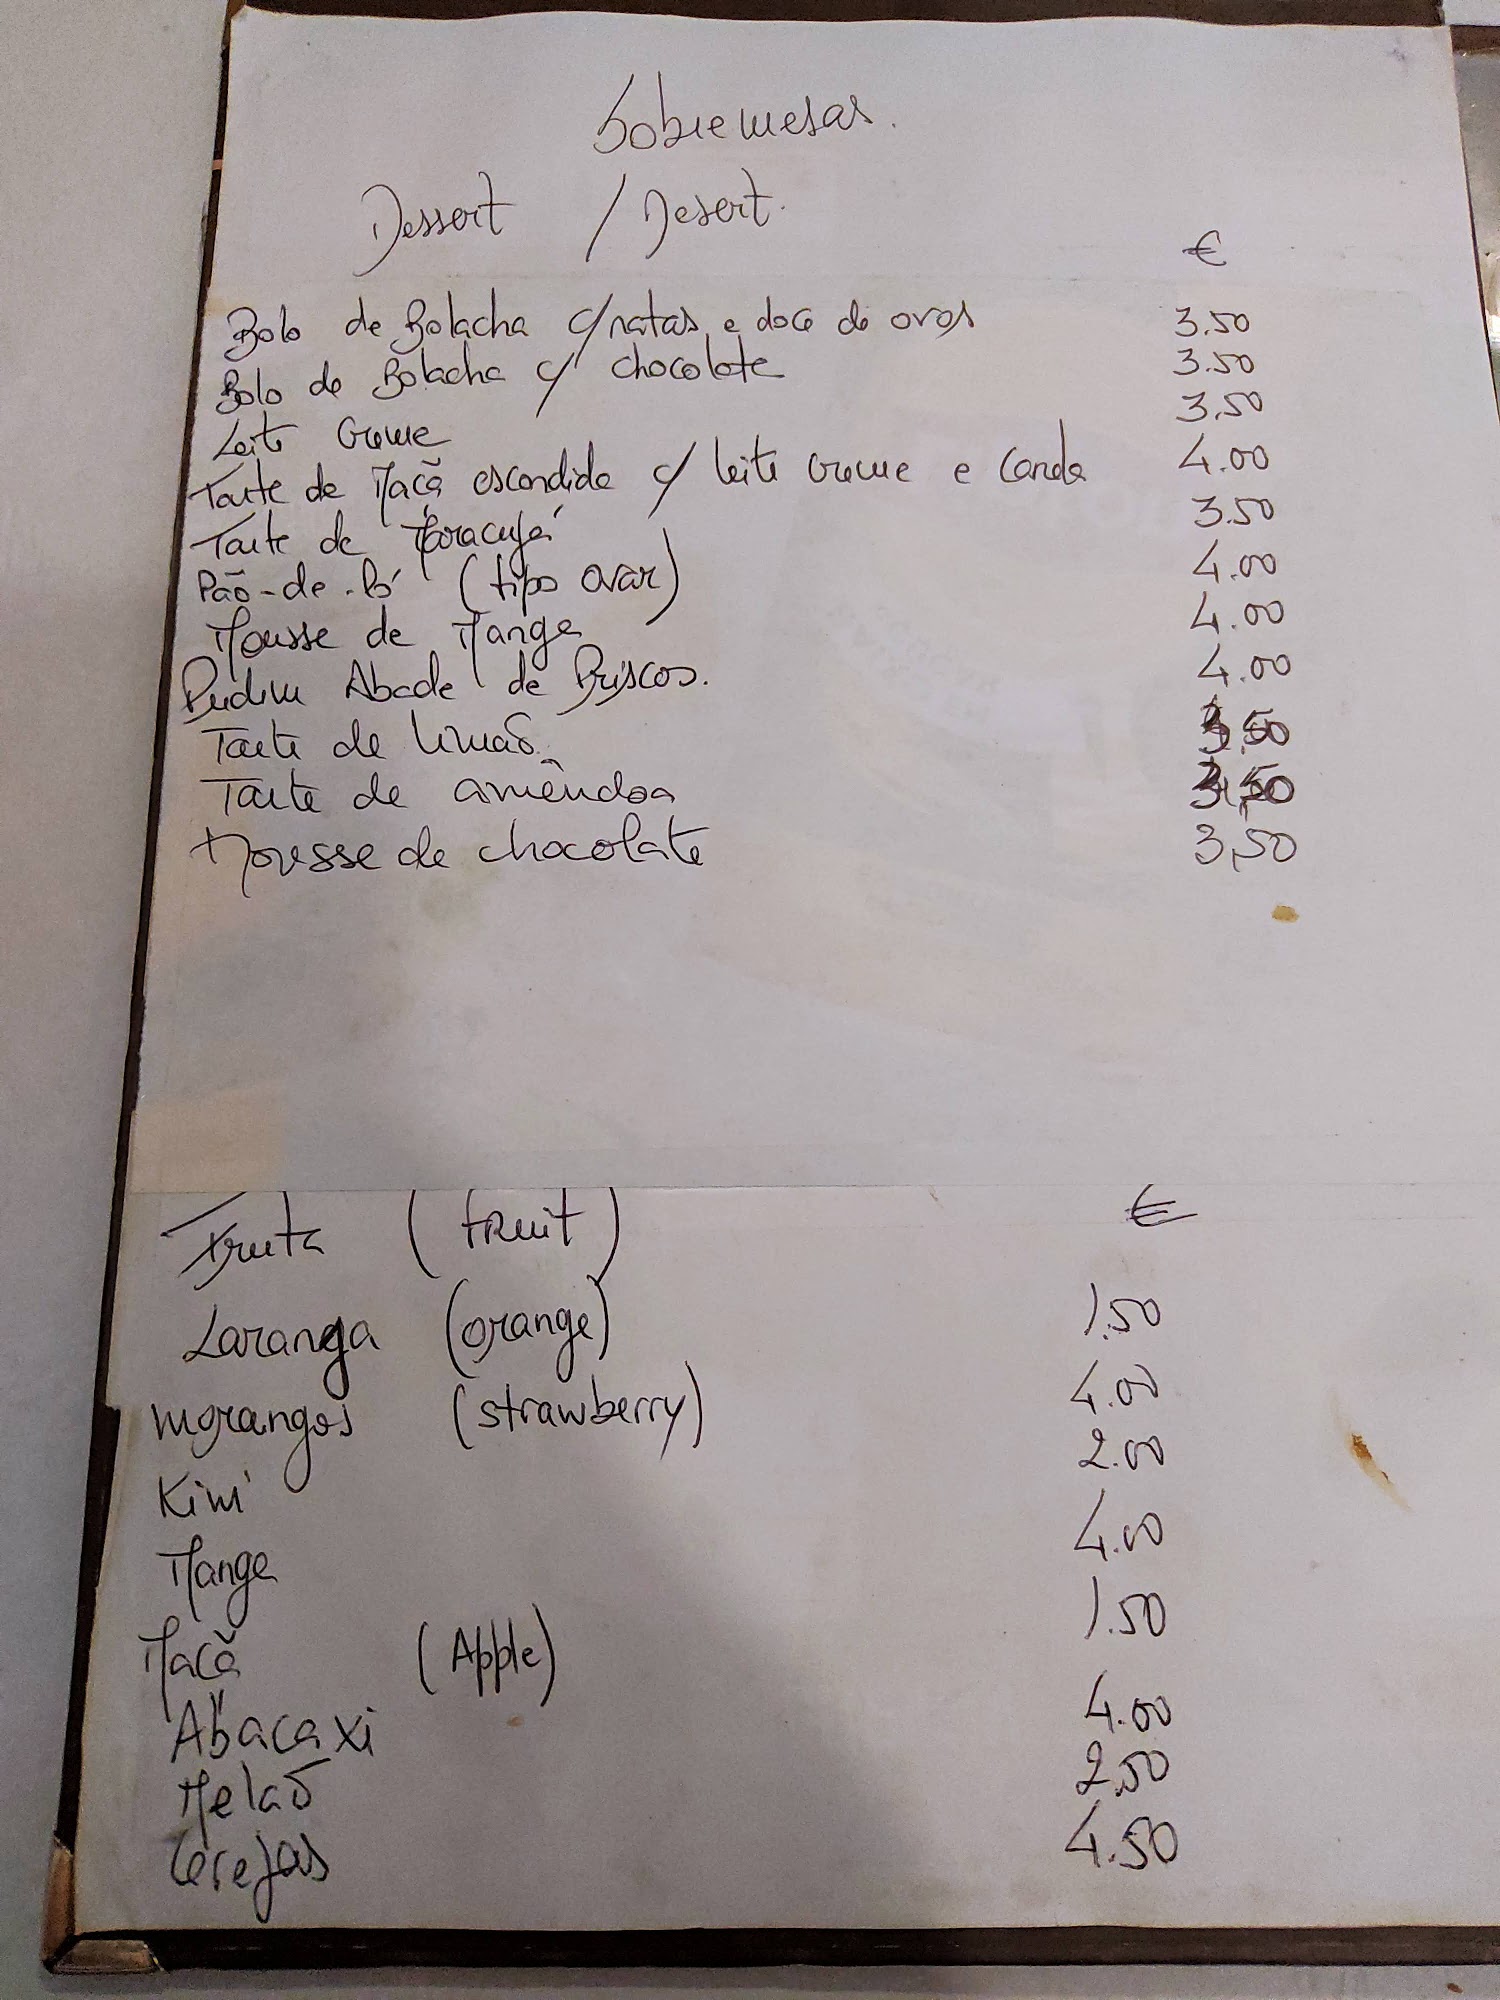 Sobremesas.
Dessert / Desert.
€
Bolo de Bolacha c/natas e doce de ovos 3.50
Bolo de Bolacha c/ chocolate 3.50
Leite Creme 3.50
Tarte de Maçã escondida c/ leite creme e Canela 4.00
Tarte de Maracujá 3.50
Pão-de-ló (tipo ovar) 4.00
Mousse de Manga 4.00
Pudim Abade de Priscos. 4.00
Tarte de limão 3,50
Tarte de amêndoa 3,50
Mousse de chocolate 3,50
Fruta (fruit) €
Laranga (orange) 1.50
morangos (strawberry) 4.00
Kiwi 2.00
Manga 4.00
Maçã (Apple) 1.50
Abacaxi 4.00
Melão 2.50
Cerejas 4.50